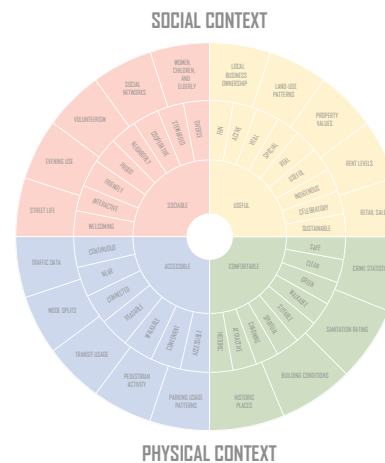 SOCIAL CONTEXT
WOMEN,
CHILDREN,
AND
ELDERLY
SOCIAL
NETWORKS
VOLUNTEERISM
EVENING USE
STREET LIFE
LOCAL
BUSINESS
OWNERSHIP
LAND-USE
PATTERNS
PROPERTY
VALUES
RENT LEVELS
RETAIL SALES
DIVERSE
STEWARDSHIP
COOPERATIVE
NEIGHBORLY
PRIDE
FRIENDLY
INTERACTIVE
WELCOMING
FUN
ACTIVE
VITAL
SPECIAL
REAL
USEFUL
INDIGENOUS
CELEBRATORY
SUSTAINABLE
SOCIABLE
USEFUL
ACCESSIBLE
COMFORTABLE
CONTINUOUS
NEAR
CONNECTED
READABLE
WALKABLE
CONVENIENT
ACCESSIBLE
SAFE
CLEAN
GREEN
WALKABLE
SITTABLE
SPIRITUAL
CHARMING
ATTRACTIVE
HISTORIC
TRAFFIC DATA
MODE SPLITS
TRANSIT USAGE
PEDESTRIAN
ACTIVITY
PARKING USAGE
PATTERNS
CRIME STATISTICS
SANITATION RATING
BUILDING CONDITIONS
HISTORIC
PLACES
PHYSICAL CONTEXT